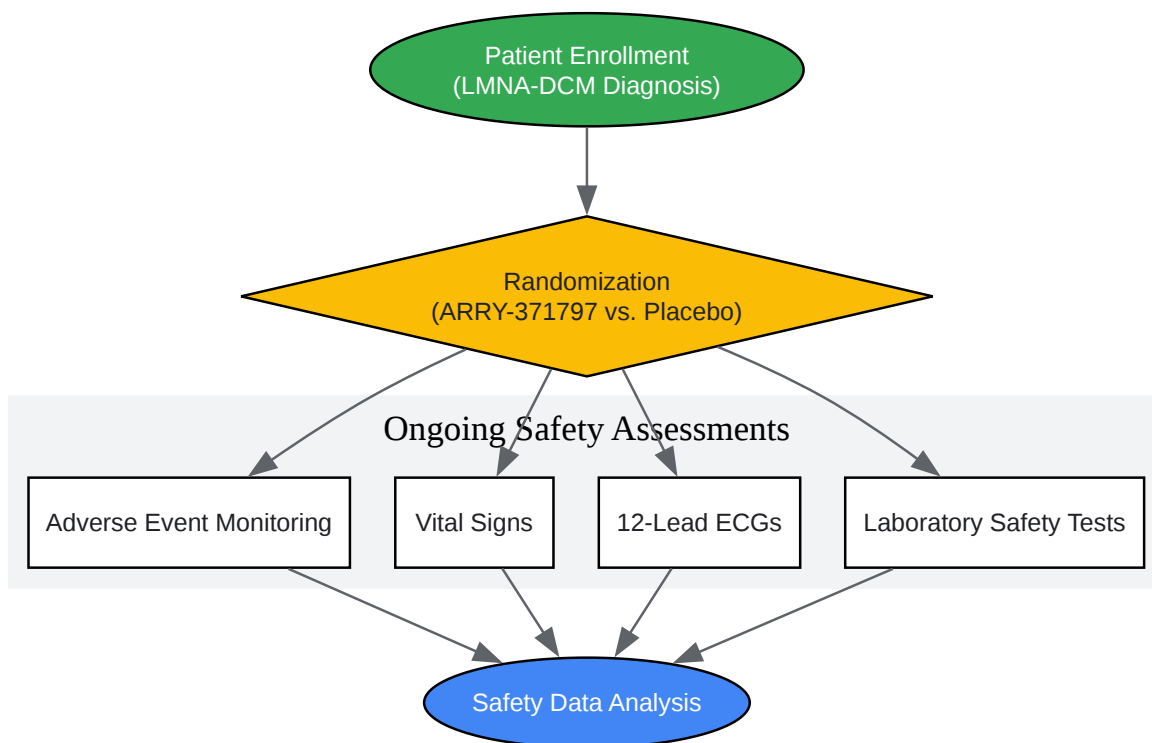 Patient Enrollment
(LMNA-DCM Diagnosis)
Randomization
(ARRY-371797 vs. Placebo)
Ongoing Safety Assessments
Adverse Event Monitoring
Vital Signs
12-Lead ECGs
Laboratory Safety Tests
Safety Data Analysis